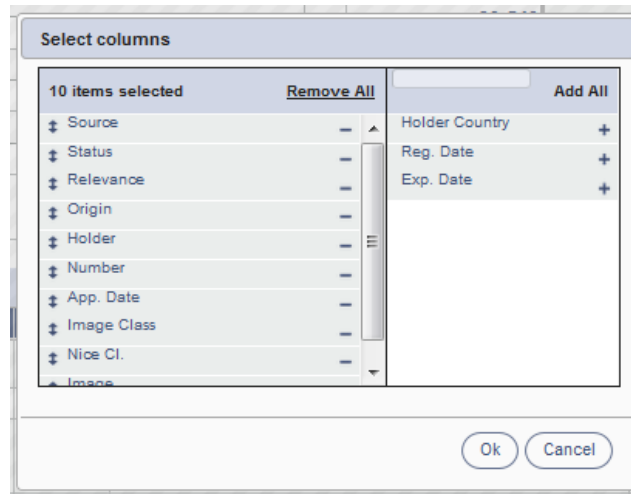 Select columns
10 items selected
Remove All
Add All
Source
Status
Relevance
Origin
Holder
Number
App. Date
Image Class
Nice Cl.
Image
Holder Country
Reg. Date
Exp. Date
Ok
Cancel